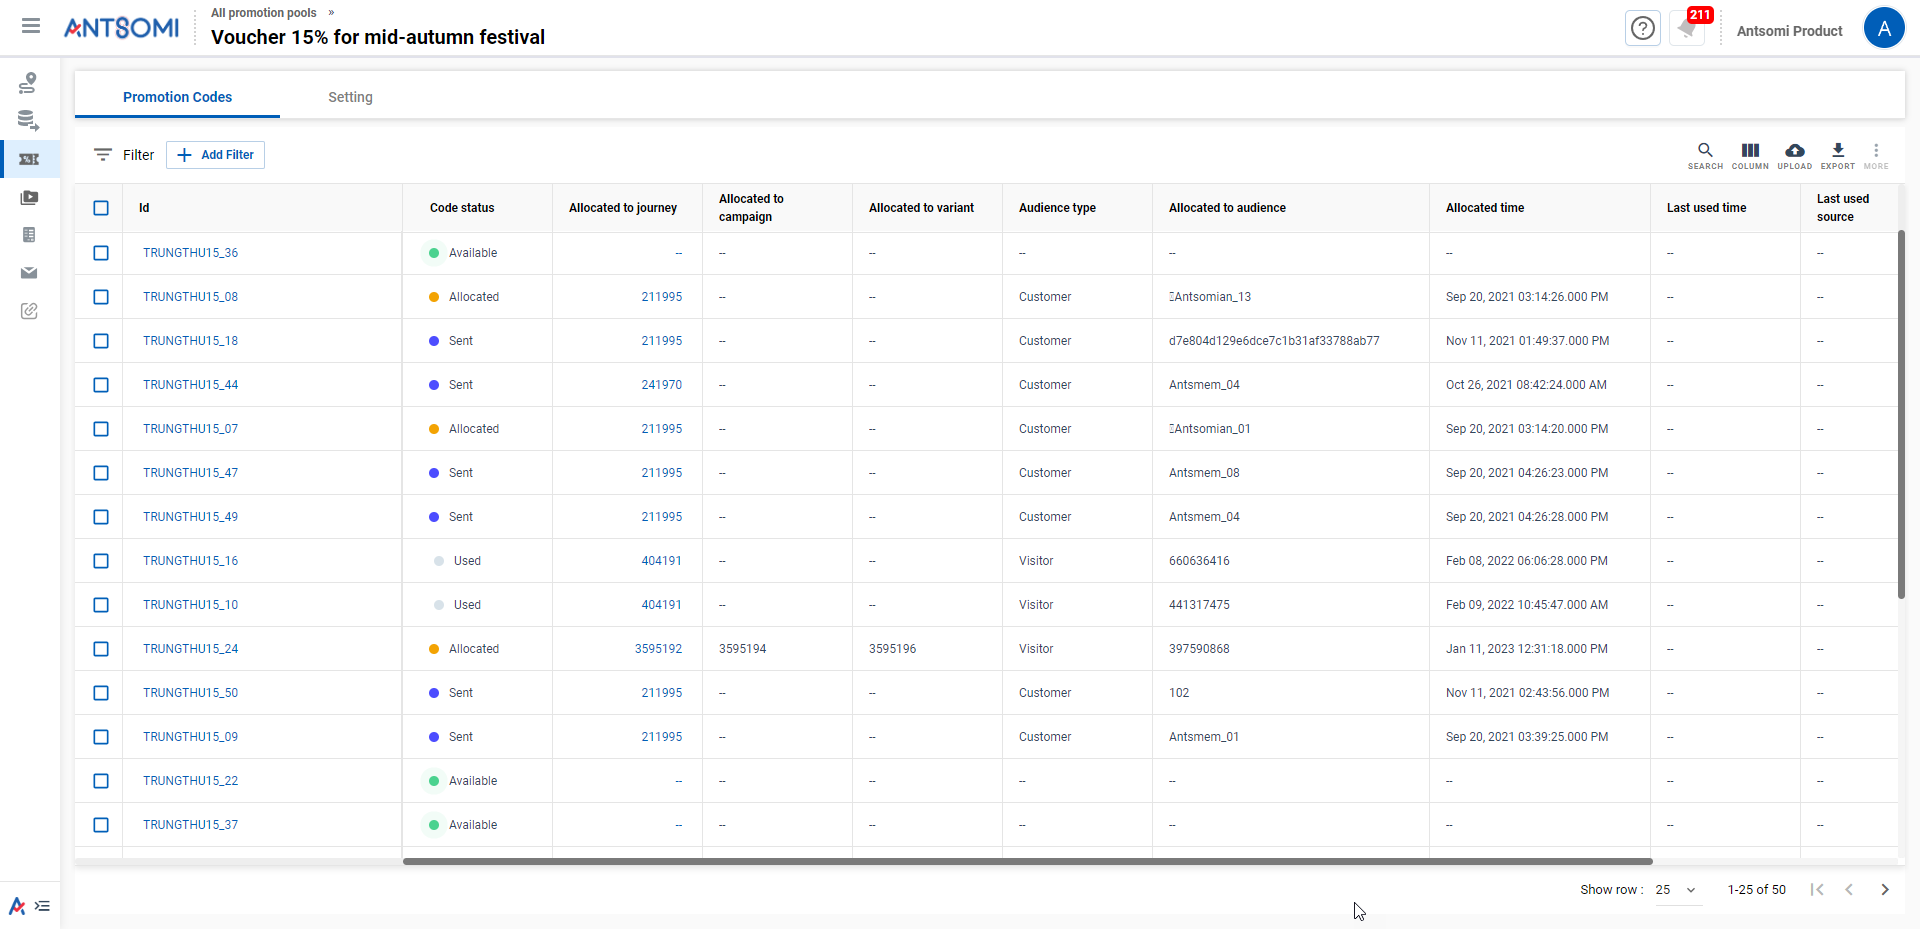 ANTSOMI
All promotion pools »
Voucher 15% for mid-autumn festival
211
Antsomi Product
A
Promotion Codes Setting
Filter Add Filter
SEARCH COLUMN UPLOAD EXPORT MORE
Id Code status Allocated to journey Allocated to campaign Allocated to variant Audience type Allocated to audience Allocated time Last used time Last used source
TRUNGTHU15_36 Available -- -- -- -- -- -- -- --
TRUNGTHU15_08 Allocated 211995 -- -- Customer Antsomian_13 Sep 20, 2021 03:14:26.000 PM -- --
TRUNGTHU15_18 Sent 211995 -- -- Customer d7e804d129e6dce7c1b31af33788ab77 Nov 11, 2021 01:49:37.000 PM -- --
TRUNGTHU15_44 Sent 241970 -- -- Customer Antsmem_04 Oct 26, 2021 08:42:24.000 AM -- --
TRUNGTHU15_07 Allocated 211995 -- -- Customer Antsomian_01 Sep 20, 2021 03:14:20.000 PM -- --
TRUNGTHU15_47 Sent 211995 -- -- Customer Antsmem_08 Sep 20, 2021 04:26:23.000 PM -- --
TRUNGTHU15_49 Sent 211995 -- -- Customer Antsmem_04 Sep 20, 2021 04:26:28.000 PM -- --
TRUNGTHU15_16 Used 404191 -- -- Visitor 660636416 Feb 08, 2022 06:06:28.000 PM -- --
TRUNGTHU15_10 Used 404191 -- -- Visitor 441317475 Feb 09, 2022 10:45:47.000 AM -- --
TRUNGTHU15_24 Allocated 3595192 3595194 3595196 Visitor 397590868 Jan 11, 2023 12:31:18.000 PM -- --
TRUNGTHU15_50 Sent 211995 -- -- Customer 102 Nov 11, 2021 02:43:56.000 PM -- --
TRUNGTHU15_09 Sent 211995 -- -- Customer Antsmem_01 Sep 20, 2021 03:39:25.000 PM -- --
TRUNGTHU15_22 Available -- -- -- -- -- -- -- --
TRUNGTHU15_37 Available -- -- -- -- -- -- -- --
Show row : 25 1-25 of 50